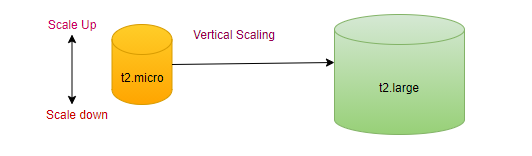 Scale Up
Vertical Scaling
t2.micro
t2.large
Scale down